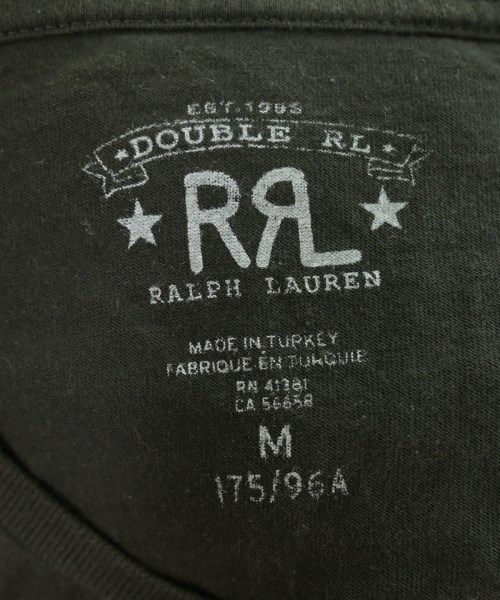 EST. 1993
DOUBLE RL
RRL
RALPH LAUREN
MADE IN TURKEY
FABRIQUE EN TURQUIE
RN 41381
CA 56658
M
175/96A